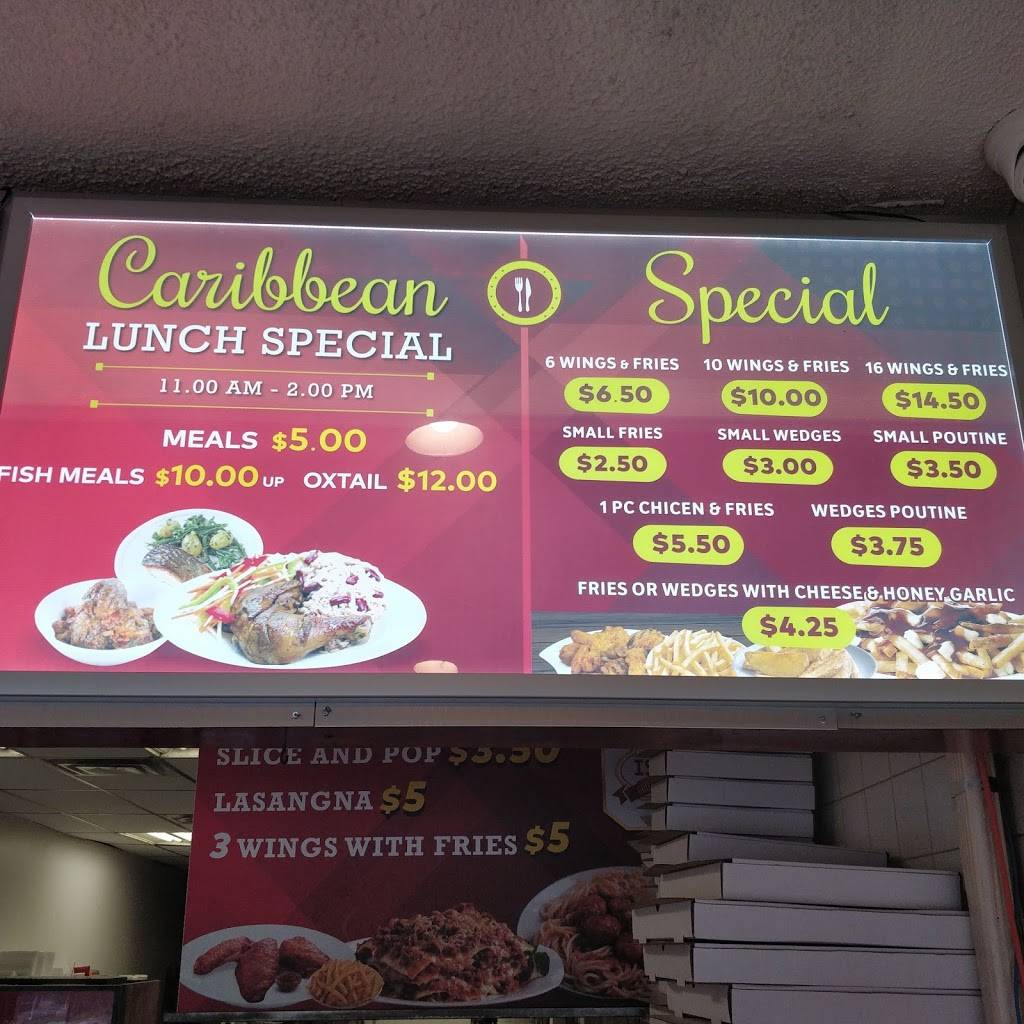 Caribbean
LUNCH SPECIAL
11.00 AM - 2.00 PM
MEALS $5.00
FISH MEALS $10.00 UP OXTAIL $12.00
Special
6 WINGS & FRIES 10 WINGS & FRIES 16 WINGS & FRIES
$6.50 $10.00 $14.50
SMALL FRIES SMALL WEDGES SMALL POUTINE
$2.50 $3.00 $3.50
1 PC CHICEN & FRIES WEDGES POUTINE
$5.50 $3.75
FRIES OR WEDGES WITH CHEESE & HONEY GARLIC
$4.25
SLICE AND POP $3.50
LASANGNA $5
3 WINGS WITH FRIES $5